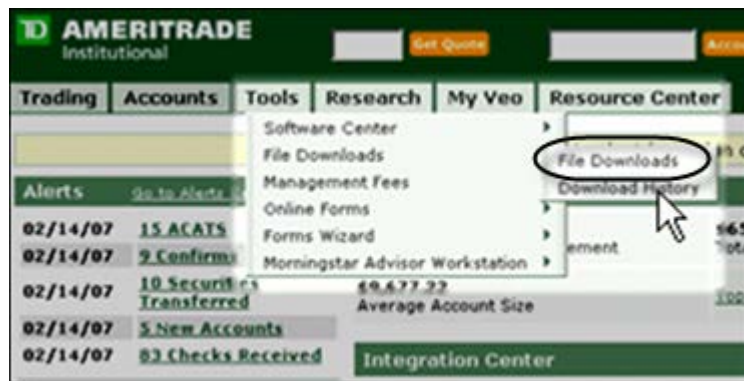 TD AMERITRADE
Institutional
Get Quote
Trading Accounts Tools Research My Veo Resource Center
Software Center
File Downloads
Management Fees
Online Forms
Forms Wizard
Morningstar Advisor Workstation
File Downloads
Download History
Alerts Go to Alerts
02/14/07 15 ACATS
02/14/07 9 Confirms
02/14/07 10 Securities Transferred
02/14/07 5 New Accounts
02/14/07 83 Checks Received
69,677.22
Average Account Size
Integration Center